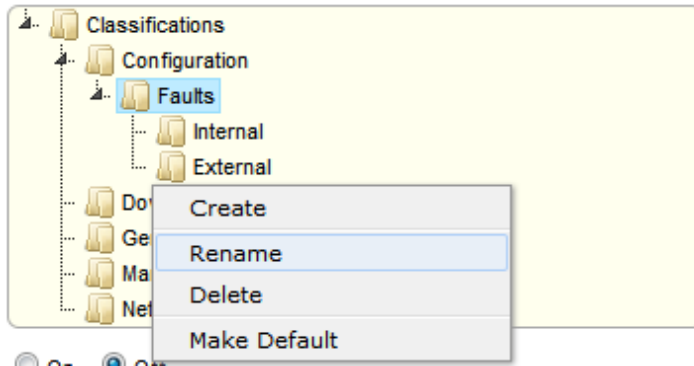 Classifications
Configuration
Faults
Internal
External
Create
Rename
Delete
Make Default